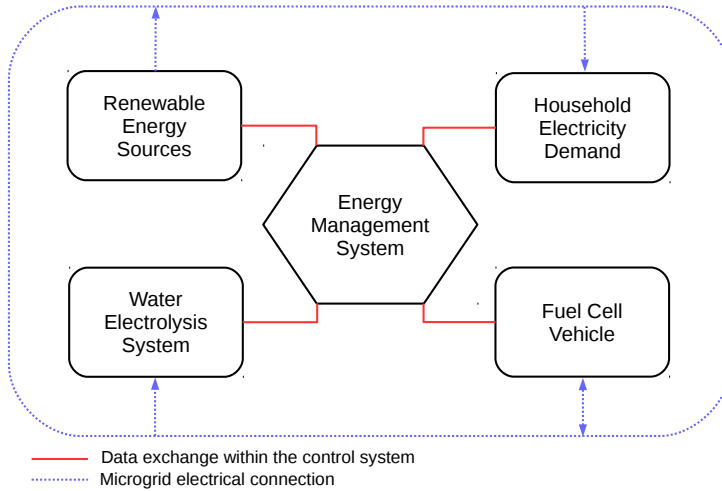 Renewable
Energy
Sources
Household
Electricity
Demand
Energy
Management
System
Water
Electrolysis
System
Fuel Cell
Vehicle
Data exchange within the control system
Microgrid electrical connection